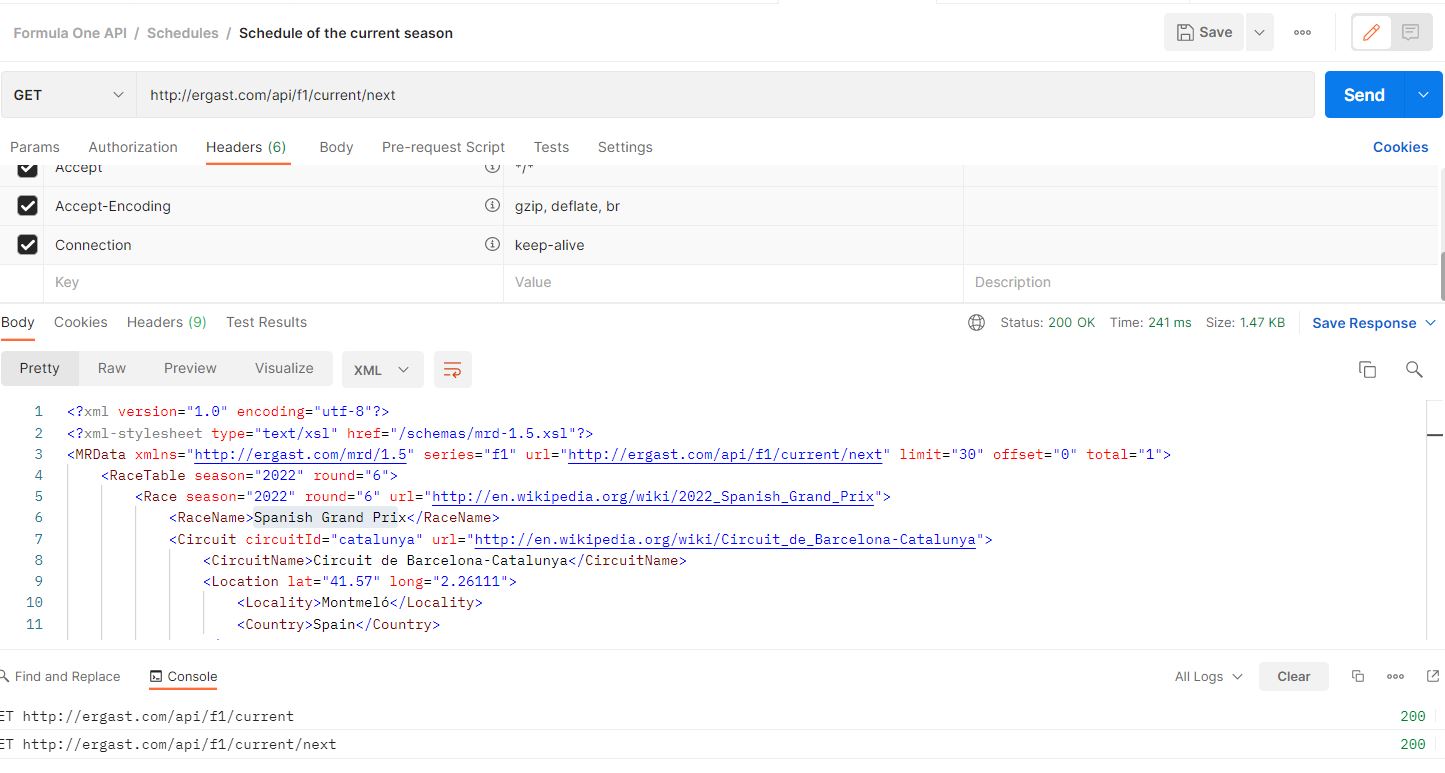 Formula One API / Schedules / Schedule of the current season Save
GET http://ergast.com/api/f1/current/next Send
Params Authorization Headers (6) Body Pre-request Script Tests Settings Cookies
Accept */*
Accept-Encoding gzip, deflate, br
Connection keep-alive
Key Value Description
Body Cookies Headers (9) Test Results Status: 200 OK Time: 241 ms Size: 1.47 KB Save Response
Pretty Raw Preview Visualize XML
1 <?xml version="1.0" encoding="utf-8"?>
2 <?xml-stylesheet type="text/xsl" href="/schemas/mrd-1.5.xsl"?>
3 <MRData xmlns="http://ergast.com/mrd/1.5" series="f1" url="http://ergast.com/api/f1/current/next" limit="30" offset="0" total="1">
4 <RaceTable season="2022" round="6">
5 <Race season="2022" round="6" url="http://en.wikipedia.org/wiki/2022_Spanish_Grand_Prix">
6 <RaceName>Spanish Grand Prix</RaceName>
7 <Circuit circuitId="catalunya" url="http://en.wikipedia.org/wiki/Circuit_de_Barcelona-Catalunya">
8 <CircuitName>Circuit de Barcelona-Catalunya</CircuitName>
9 <Location lat="41.57" long="2.26111">
10 <Locality>Montmeló</Locality>
11 <Country>Spain</Country>
Find and Replace Console All Logs Clear
ET http://ergast.com/api/f1/current 200
ET http://ergast.com/api/f1/current/next 200